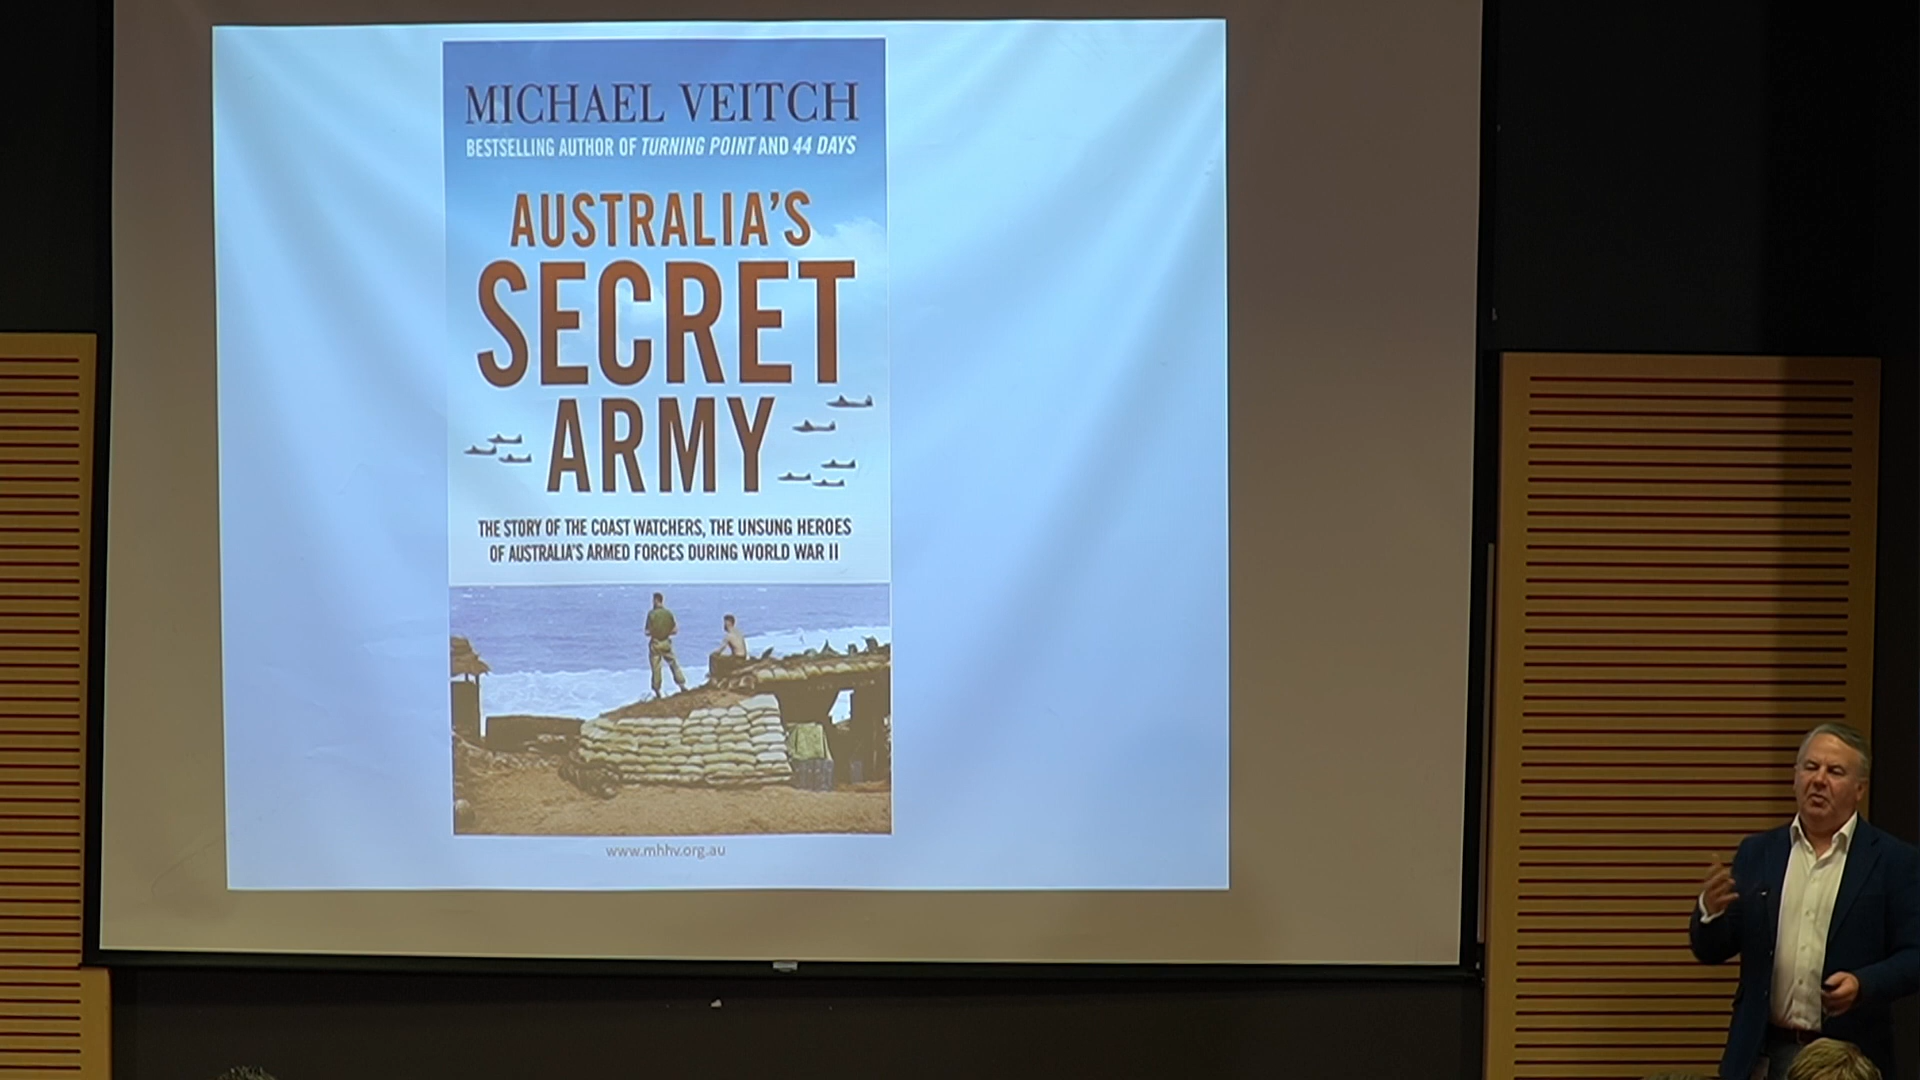 MICHAEL VEITCH
BESTSELLING AUTHOR OF TURNING POINT AND 44 DAYS
AUSTRALIA'S
SECRET
ARMY
THE STORY OF THE COAST WATCHERS, THE UNSUNG HEROES
OF AUSTRALIA'S ARMED FORCES DURING WORLD WAR II
www.mhhv.org.au